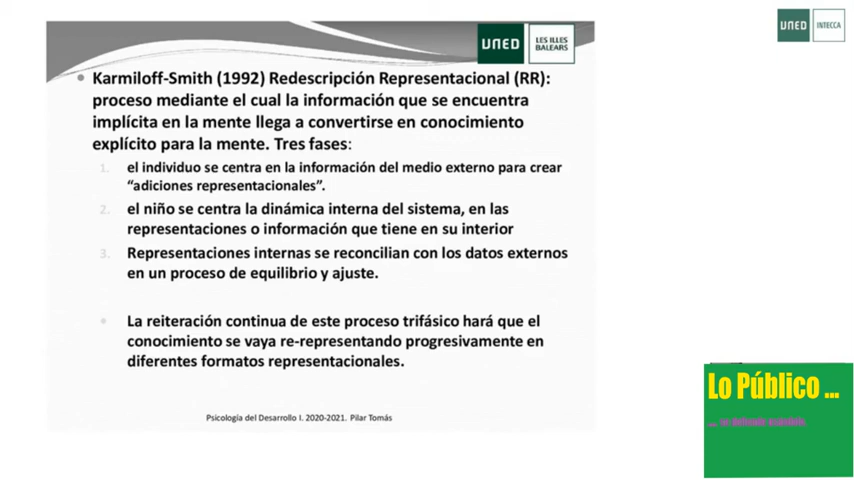 UNED
INTECCA
UNED
LES ILLES
BALEARS
Karmiloff-Smith (1992) Redescripción Representacional (RR):
proceso mediante el cual la información que se encuentra
implícita en la mente llega a convertirse en conocimiento
explícito para la mente. Tres fases:
1. el individuo se centra en la información del medio externo para crear
“adiciones representacionales”.
2. el niño se centra la dinámica interna del sistema, en las
representaciones o información que tiene en su interior
3. Representaciones internas se reconcilian con los datos externos
en un proceso de equilibrio y ajuste.
La reiteración continua de este proceso trifásico hará que el
conocimiento se vaya re-representando progresivamente en
diferentes formatos representacionales.
Psicología del Desarrollo I. 2020-2021. Pilar Tomás
Lo Público ...